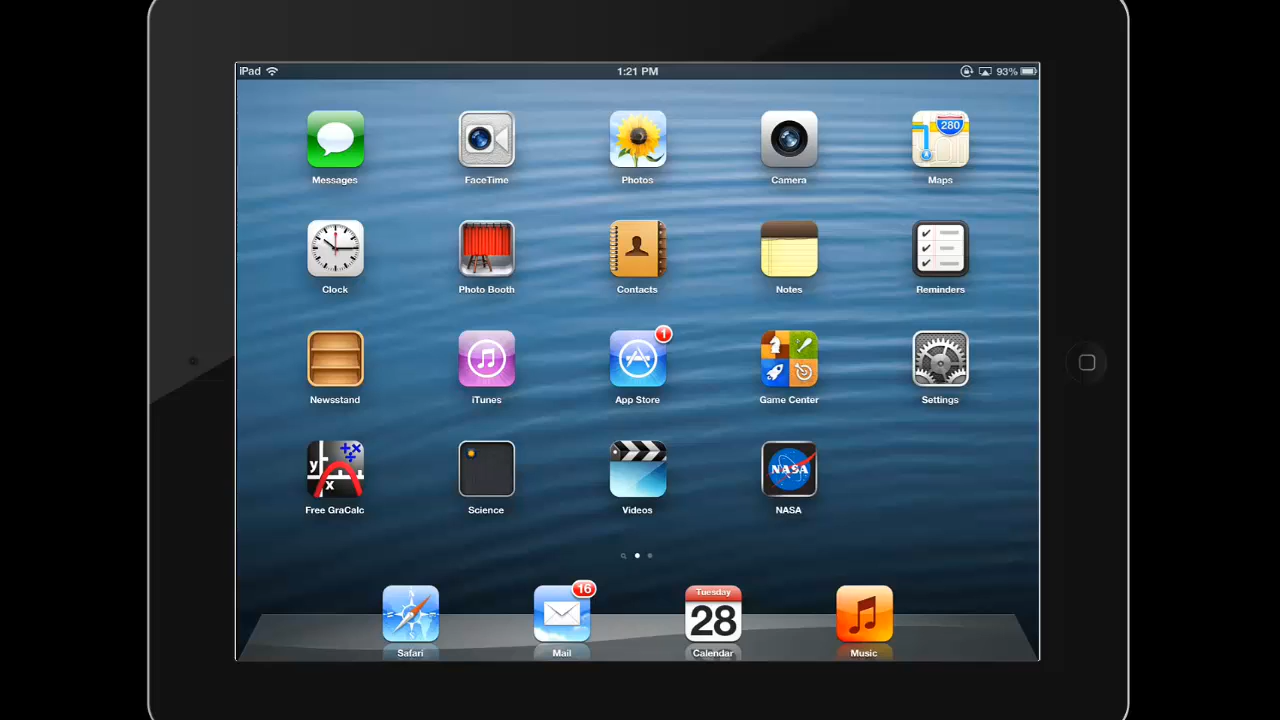 iPad 1:21 PM 93%
280
Messages FaceTime Photos Camera Maps
Clock Photo Booth Contacts Notes Reminders
1
Newsstand iTunes App Store Game Center Settings
y
x
NASA
Free GraCalc Science Videos NASA
16
Tuesday
28
Safari Mail Calendar Music